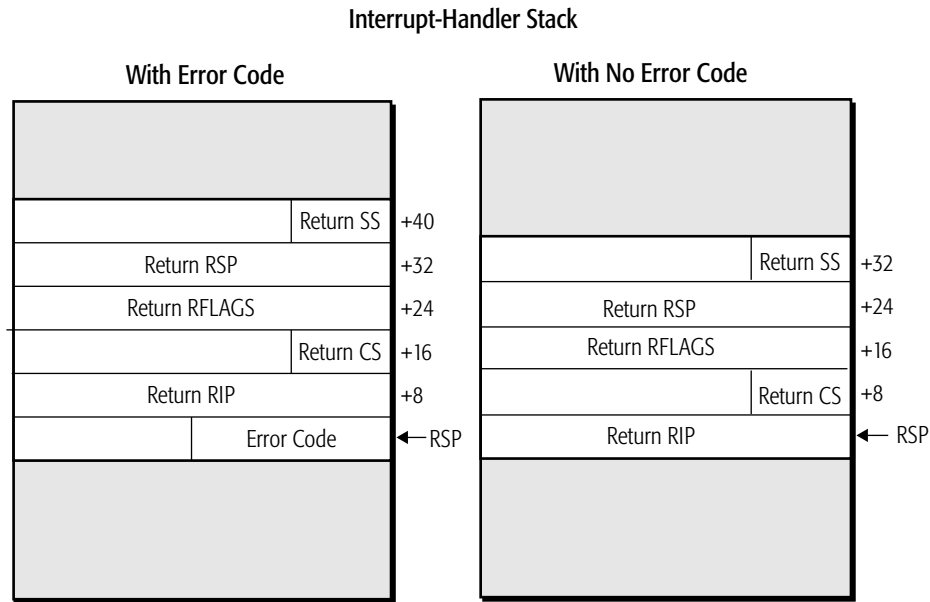 Interrupt-Handler Stack
With Error Code
Return SS +40
Return RSP +32
Return RFLAGS +24
Return CS +16
Return RIP +8
Error Code RSP
With No Error Code
Return SS +32
Return RSP +24
Return RFLAGS +16
Return CS +8
Return RIP RSP